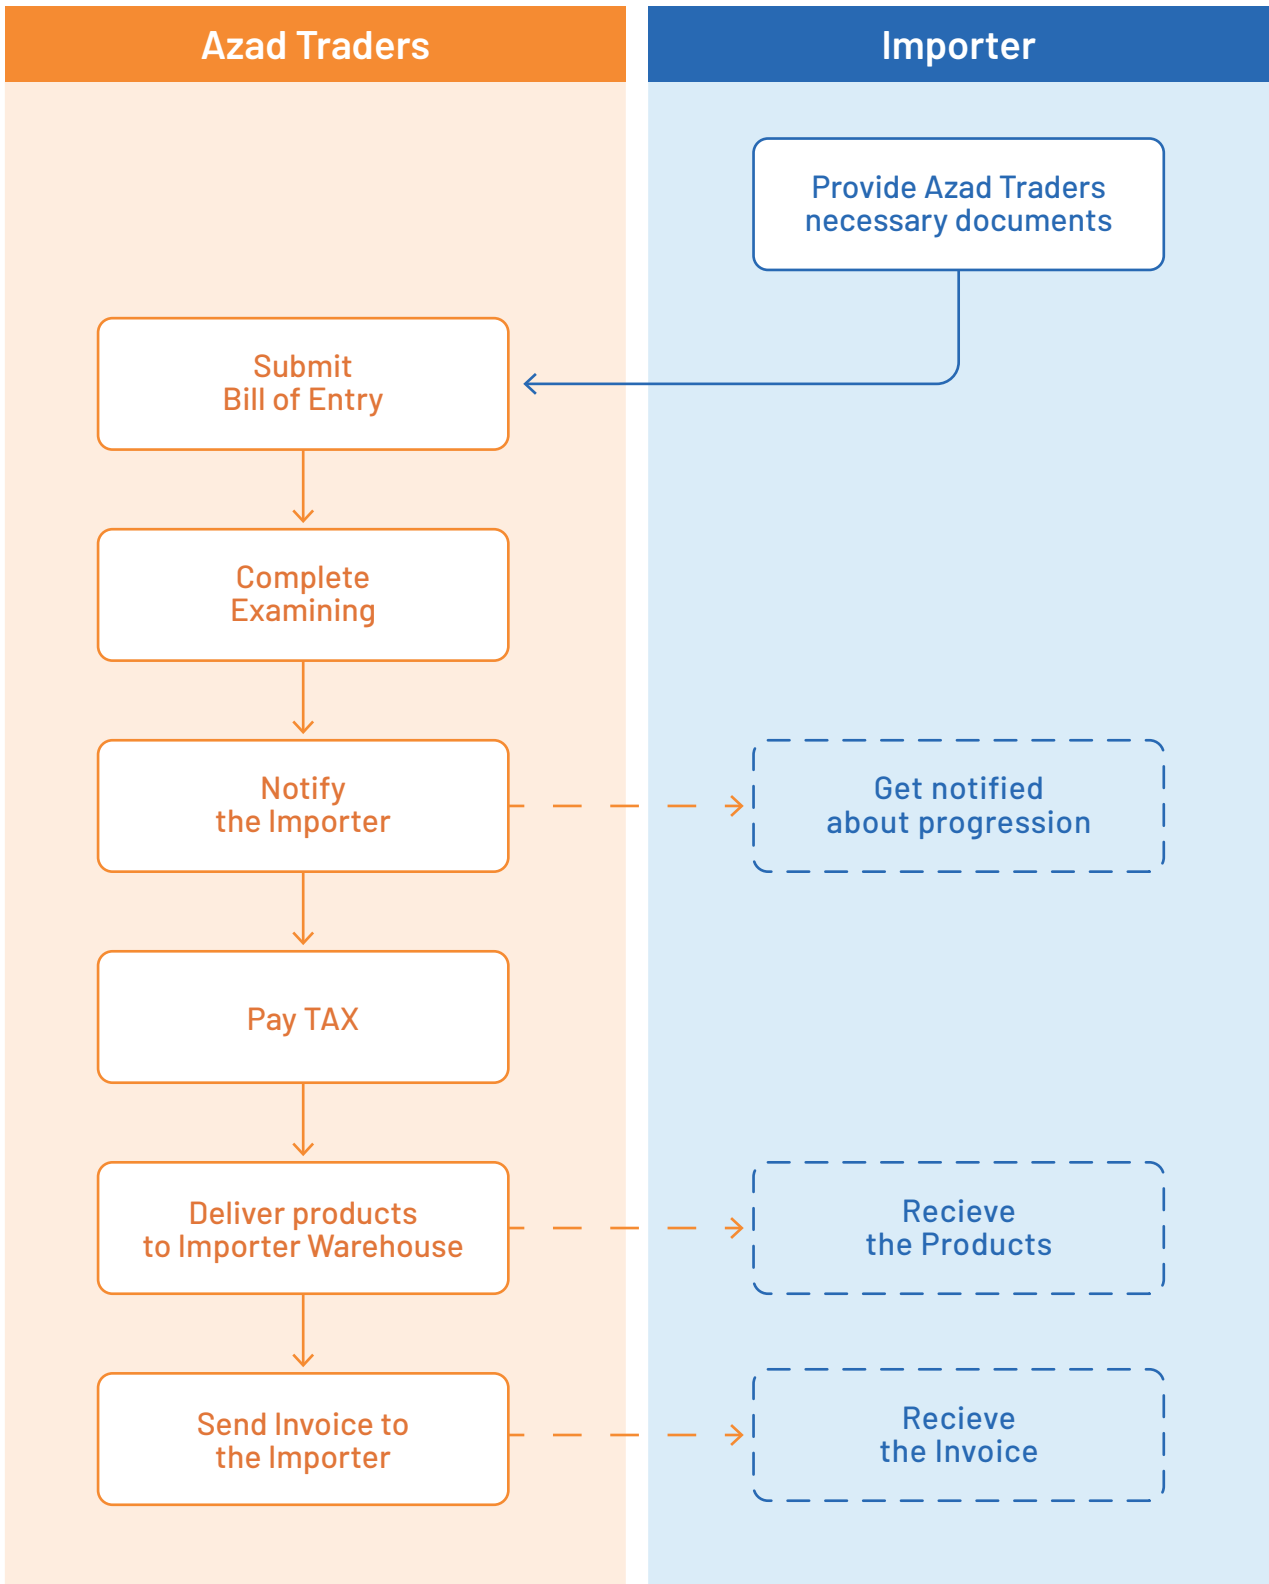 Azad Traders
Importer
Provide Azad Traders
necessary documents
Submit
Bill of Entry
Complete
Examining
Notify
the Importer
Get notified
about progression
Pay TAX
Deliver products
to Importer Warehouse
Recieve
the Products
Send Invoice to
the Importer
Recieve
the Invoice